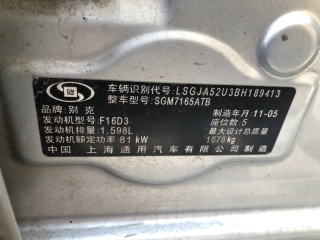 车辆识别代号: LSGJA52U3BH189413
整车型号: SGM7165ATB
品牌: 别克 制造年月: 11-05
发动机型号: F16D3 座位数: 5
发动机排量: 1.598L 最大设计总质量
发动机额定功率 81 kW 1678kg
中国 上海通用汽车有限公司制造